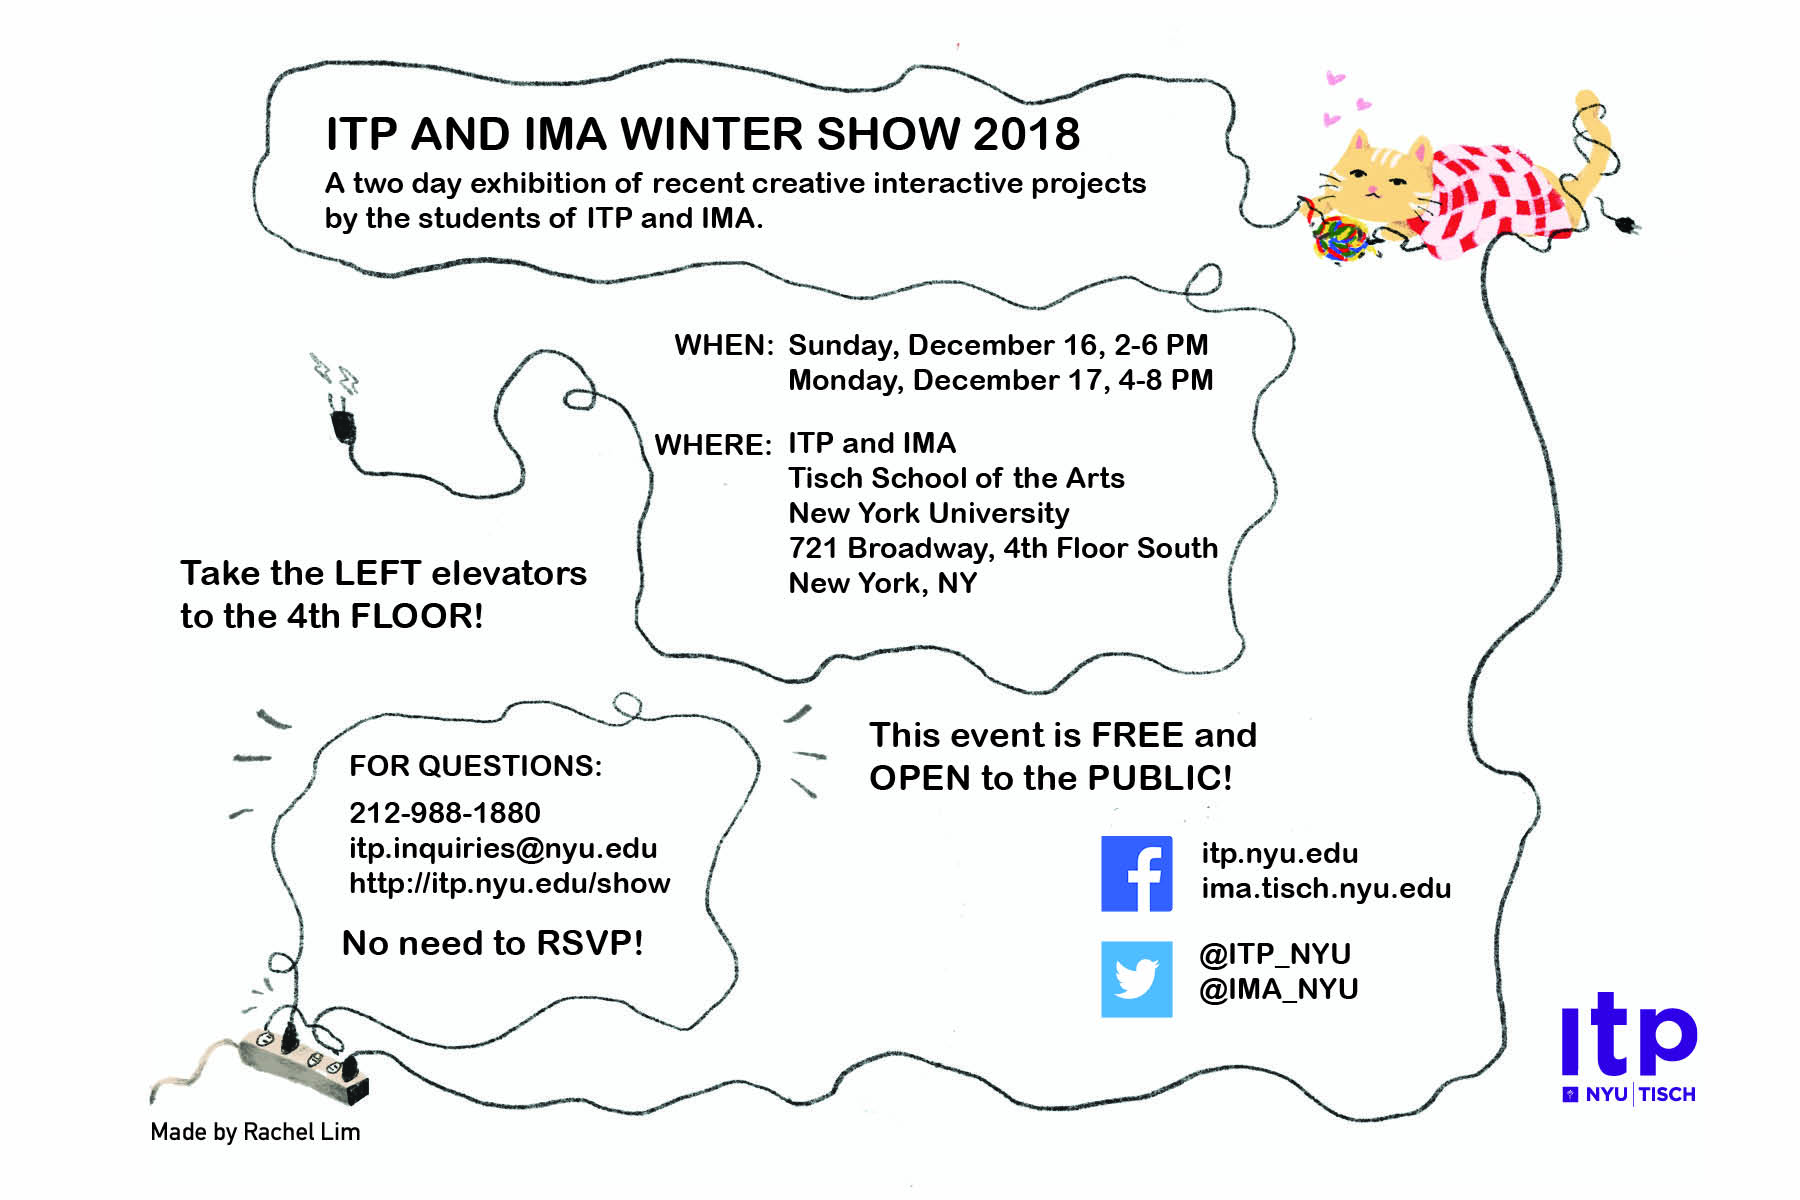 ITP AND IMA WINTER SHOW 2018
A two day exhibition of recent creative interactive projects
by the students of ITP and IMA.
WHEN: Sunday, December 16, 2-6 PM
Monday, December 17, 4-8 PM
WHERE: ITP and IMA
Tisch School of the Arts
New York University
721 Broadway, 4th Floor South
New York, NY
Take the LEFT elevators
to the 4th FLOOR!
FOR QUESTIONS:
212-988-1880
itp.inquiries@nyu.edu
http://itp.nyu.edu/show
No need to RSVP!
This event is FREE and
OPEN to the PUBLIC!
itp.nyu.edu
ima.tisch.nyu.edu
@ITP_NYU
@IMA_NYU
itp
NYU | TISCH
Made by Rachel Lim